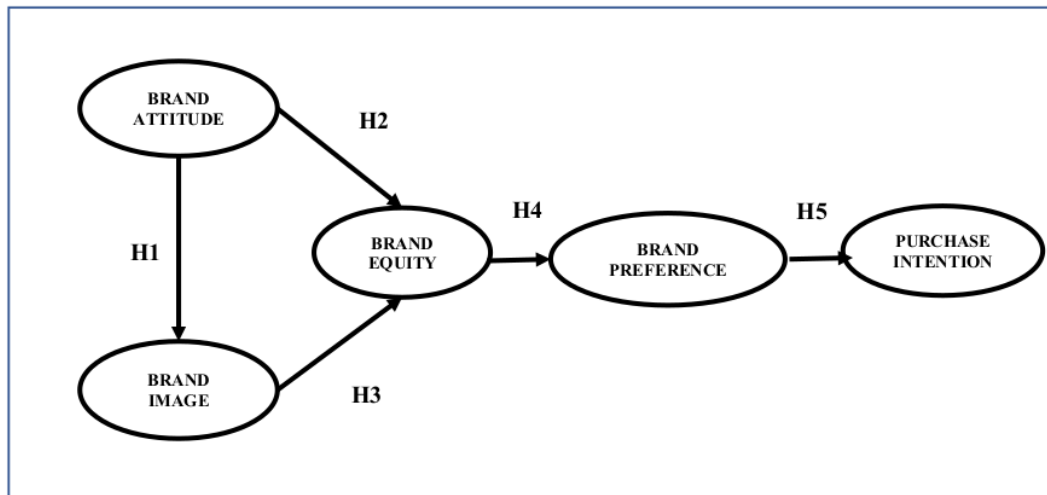 BRAND
ATTITUDE
H2
H1
BRAND
EQUITY
H4
BRAND
PREFERENCE
H5
PURCHASE
INTENTION
BRAND
IMAGE
H3